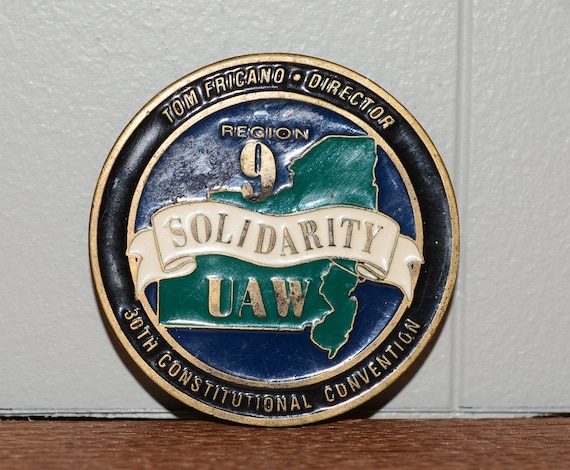 TOM FRICANO • DIRECTOR
REGION
9
SOLIDARITY
UAW
30TH CONSTITUTIONAL CONVENTION